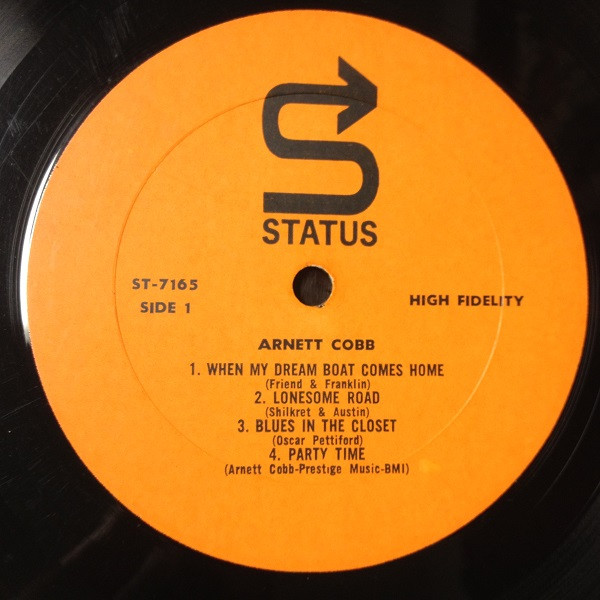 STATUS
ST-7165
SIDE 1
HIGH FIDELITY
ARNETT COBB
1. WHEN MY DREAM BOAT COMES HOME
(Friend & Franklin)
2. LONESOME ROAD
(Shilkret & Austin)
3. BLUES IN THE CLOSET
(Oscar Pettiford)
4. PARTY TIME
(Arnett Cobb-Prestige Music-BMI)